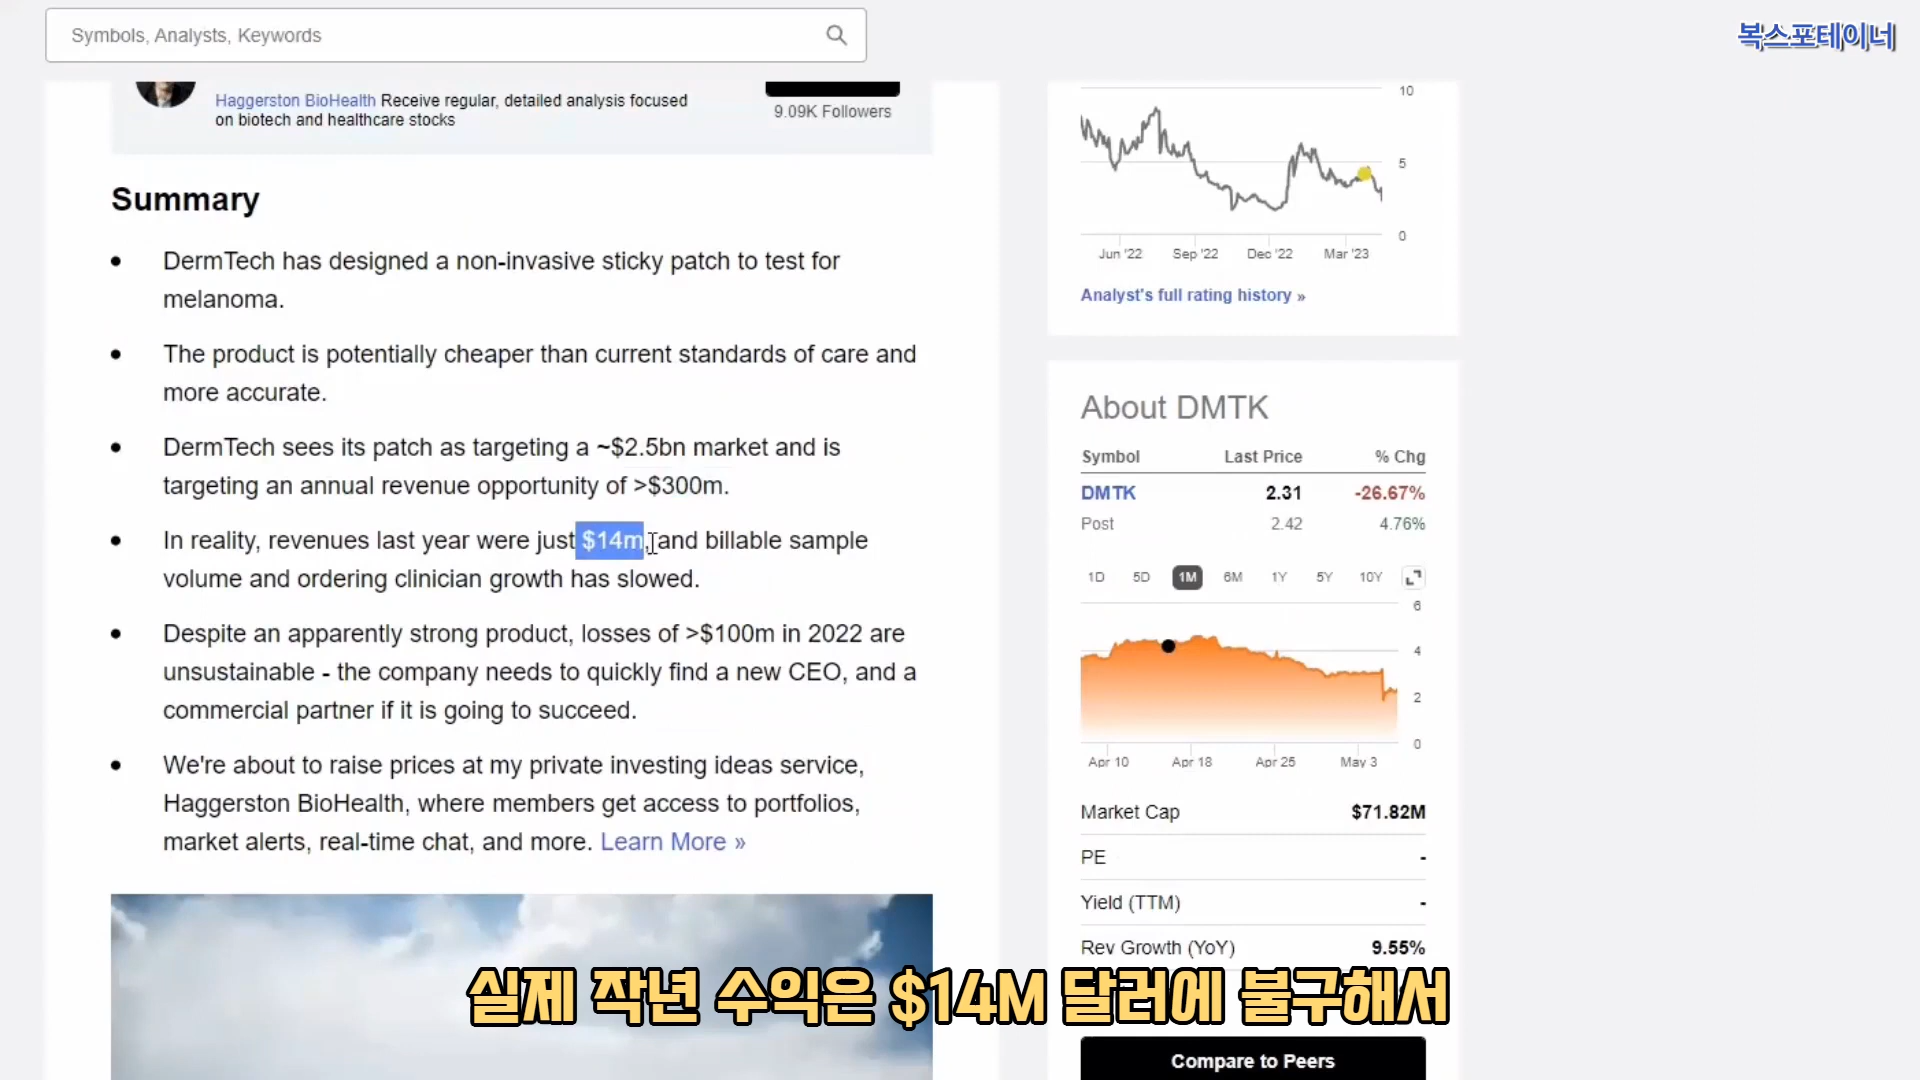 Symbols, Analysts, Keywords
복스포테이너
Haggerston BioHealth Receive regular, detailed analysis focused
on biotech and healthcare stocks
9.09K Followers
Summary
• DermTech has designed a non-invasive sticky patch to test for
melanoma.
• The product is potentially cheaper than current standards of care and
more accurate.
• DermTech sees its patch as targeting a ~$2.5bn market and is
targeting an annual revenue opportunity of >$300m.
• In reality, revenues last year were just $14m, and billable sample
volume and ordering clinician growth has slowed.
• Despite an apparently strong product, losses of >$100m in 2022 are
unsustainable - the company needs to quickly find a new CEO, and a
commercial partner if it is going to succeed.
• We're about to raise prices at my private investing ideas service,
Haggerston BioHealth, where members get access to portfolios,
market alerts, real-time chat, and more. Learn More »
10
5
0
Jun '22 Sep '22 Dec '22 Mar '23
Analyst's full rating history »
About DMTK
Symbol Last Price % Chg
DMTK 2.31 -26.67%
Post 2.42 4.76%
1D 5D 1M 6M 1Y 5Y 10Y
6
4
2
0
Apr 10 Apr 18 Apr 25 May 3
Market Cap $71.82M
PE -
Yield (TTM) -
Rev Growth (YoY) 9.55%
실제 작년 수익은 $14M 달러에 불구해서
Compare to Peers